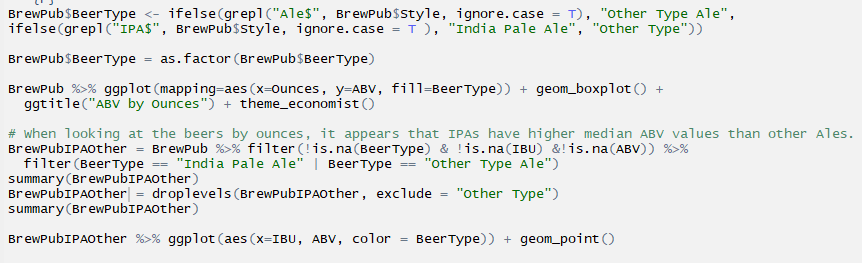 BrewPub$BeerType <- ifelse(grepl("Ale$", BrewPub$Style, ignore.case = T), "Other Type Ale",
ifelse(grepl("IPA$", BrewPub$Style, ignore.case = T ), "India Pale Ale", "Other Type"))
BrewPub$BeerType = as.factor(BrewPub$BeerType)
BrewPub %>% ggplot(mapping=aes(x=Ounces, y=ABV, fill=BeerType)) + geom_boxplot() +
ggtitle("ABV by Ounces") + theme_economist()
# When looking at the beers by ounces, it appears that IPAs have higher median ABV values than other Ales.
BrewPubIPAOther = BrewPub %>% filter(!is.na(BeerType) & !is.na(IBU) &!is.na(ABV)) %>%
filter(BeerType == "India Pale Ale" | BeerType == "Other Type Ale")
summary(BrewPubIPAOther)
BrewPubIPAOther = droplevels(BrewPubIPAOther, exclude = "Other Type")
summary(BrewPubIPAOther)
BrewPubIPAOther %>% ggplot(aes(x=IBU, ABV, color = BeerType)) + geom_point()